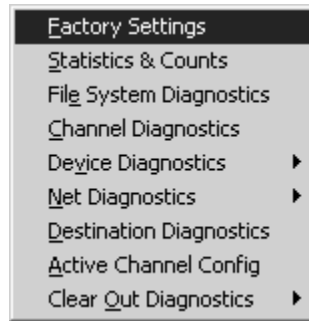 Factory Settings
Statistics & Counts
File System Diagnostics
Channel Diagnostics
Device Diagnostics
Net Diagnostics
Destination Diagnostics
Active Channel Config
Clear Out Diagnostics